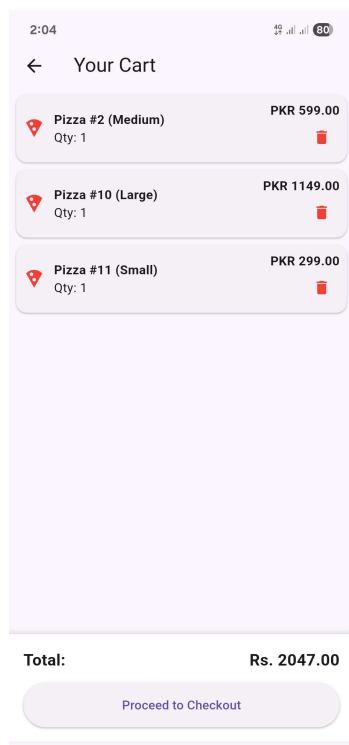 2:04
4G
80
Your Cart
Pizza #2 (Medium)
PKR 599.00
Qty: 1
Pizza #10 (Large)
PKR 1149.00
Qty: 1
Pizza #11 (Small)
PKR 299.00
Qty: 1
Total:
Rs. 2047.00
Proceed to Checkout